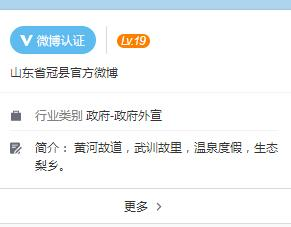 微博认证 Lv.19
山东省冠县官方微博
行业类别 政府-政府外宣
简介： 黄河故道，武训故里，温泉度假，生态
梨乡。
更多